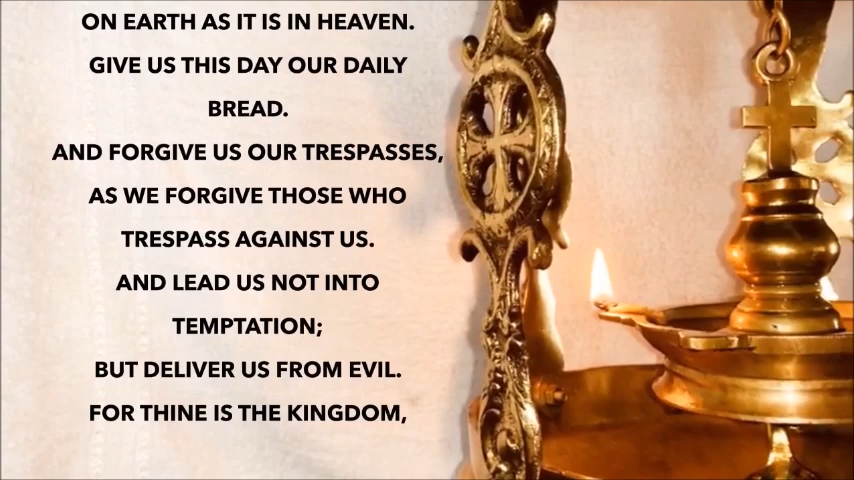 ON EARTH AS IT IS IN HEAVEN.
GIVE US THIS DAY OUR DAILY
BREAD.
AND FORGIVE US OUR TRESPASSES,
AS WE FORGIVE THOSE WHO
TRESPASS AGAINST US.
AND LEAD US NOT INTO
TEMPTATION;
BUT DELIVER US FROM EVIL.
FOR THINE IS THE KINGDOM,